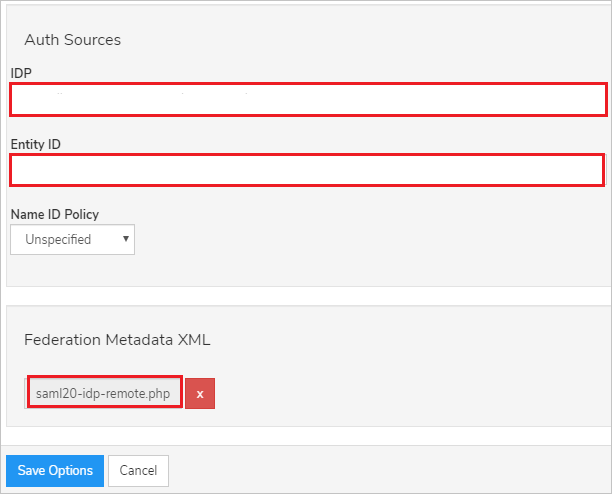 Auth Sources
IDP
Entity ID
Name ID Policy
Unspecified
Federation Metadata XML
saml20-idp-remote.php x
Save Options Cancel